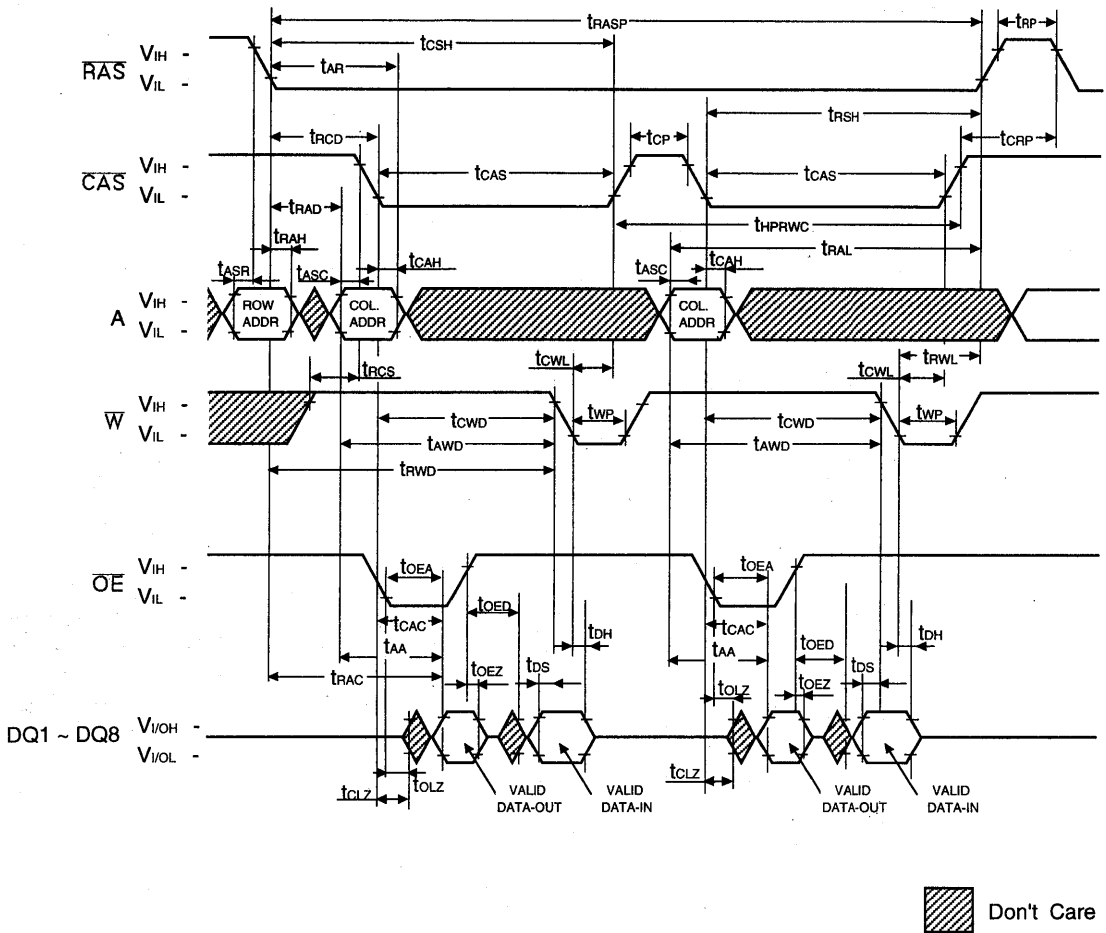 tRASP
tRP
tCSH
tAR
RAS
VIH -
VIL -
tRSH
tRCD
tCP
tCRP
CAS
VIH -
VIL -
tCAS
tCAS
tRAD
tHPRWC
tRAH
tRAL
tASR
tASC
tCAH
tASC
tCAH
A
VIH -
VIL -
ROW
ADDR
COL.
ADDR
COL.
ADDR
tRCS
tCWL
tCWL
tRWL
W
VIH -
VIL -
tCWD
tWP
tCWD
tWP
tAWD
tAWD
tRWD
OE
VIH -
VIL -
tOEA
tOEA
tCAC
tOED
tCAC
tOED
tAA
tDH
tAA
tDH
tRAC
tOEZ
tDS
tOLZ
tOEZ
tDS
DQ1 ~ DQ8
VI/OH -
VI/OL -
tCLZ
tOLZ
tCLZ
VALID
DATA-OUT
VALID
DATA-IN
VALID
DATA-OUT
VALID
DATA-IN
Don't Care